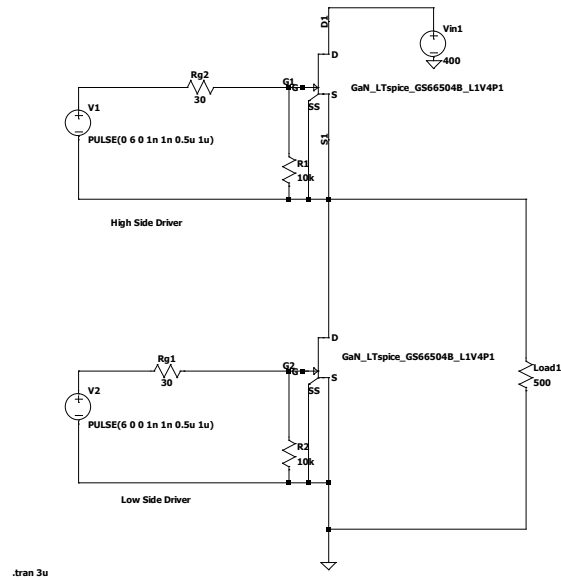 D1
Vin1
400
D
Rg2
30
G1
G
GaN_LTspice_GS66504B_L1V4P1
S
SS
V1
PULSE(0 6 0 1n 1n 0.5u 1u)
S1
R1
10k
High Side Driver
D
GaN_LTspice_GS66504B_L1V4P1
Rg1
30
G2
G
S
SS
Load1
500
V2
PULSE(6 0 0 1n 1n 0.5u 1u)
R2
10k
Low Side Driver
.tran 3u